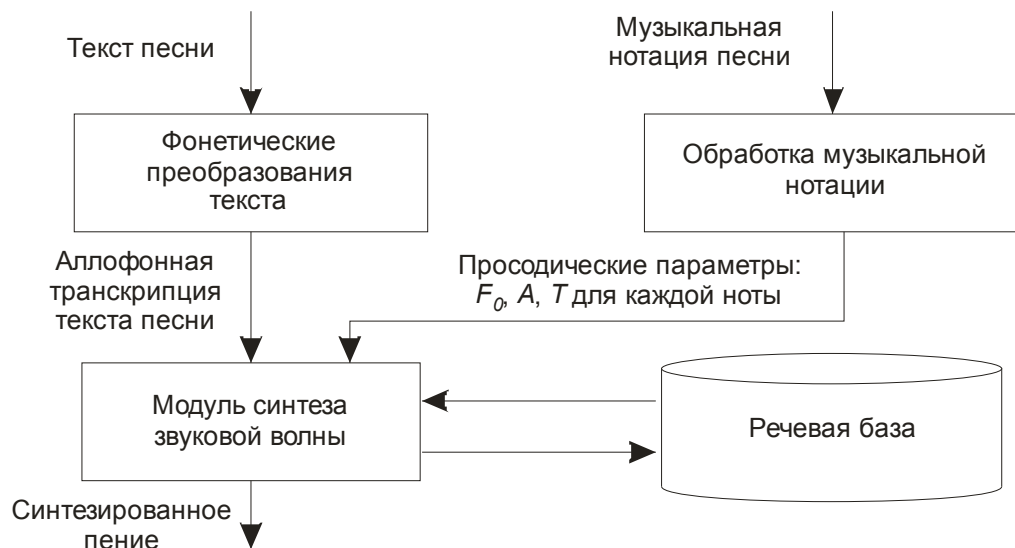 Текст песни
Музыкальная
нотация песни
Фонетические
преобразования
текста
Обработка музыкальной
нотации
Аллофонная
транскрипция
текста песни
Просодические параметры:
F0, A, T для каждой ноты
Модуль синтеза
звуковой волны
Речевая база
Синтезированное
пение